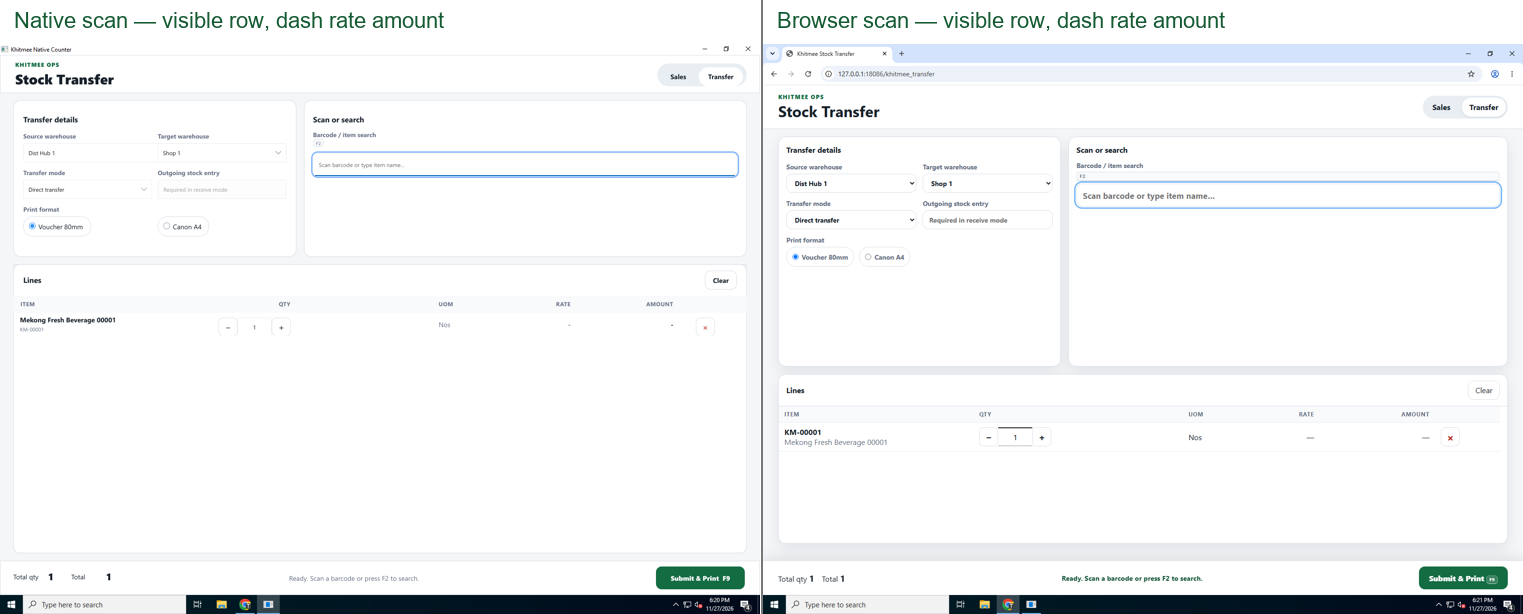 Native scan — visible row, dash rate amount
Khitmee Native Counter
KHITMEE OPS
Stock Transfer
Sales Transfer
Transfer details
Source warehouse Target warehouse
Dist Hub 1 Shop 1
Transfer mode Outgoing stock entry
Direct transfer Required in receive mode
Print format
Voucher 80mm Canon A4
Scan or search
Barcode / item search
F2
Scan barcode or type item name...
Lines
Clear
ITEM QTY UOM RATE AMOUNT
Mekong Fresh Beverage 00001
KM-00001
− 1 + Nos - - ×
Total qty 1 Total 1
Ready. Scan a barcode or press F2 to search.
Submit & Print F9
Type here to search
6:20 PM
11/27/2026
4
Browser scan — visible row, dash rate amount
Khitmee Stock Transfer
127.0.0.1:18086/khitmee_transfer
KHITMEE OPS
Stock Transfer
Sales Transfer
Transfer details
Source warehouse Target warehouse
Dist Hub 1 Shop 1
Transfer mode Outgoing stock entry
Direct transfer Required in receive mode
Print format
Voucher 80mm Canon A4
Scan or search
Barcode / item search
F2
Scan barcode or type item name...
Lines
Clear
ITEM QTY UOM RATE AMOUNT
KM-00001
Mekong Fresh Beverage 00001
− 1 + Nos — — ×
Total qty 1 Total 1
Ready. Scan a barcode or press F2 to search.
Submit & Print F9
Type here to search
6:21 PM
11/27/2026
4